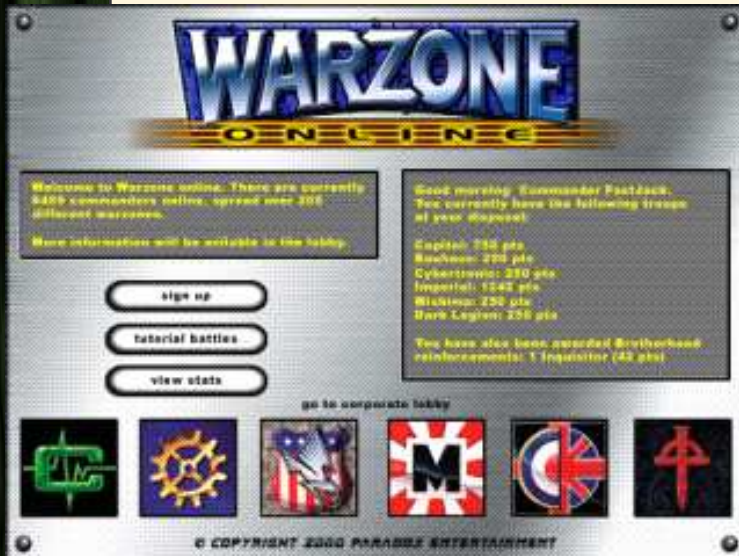 WARZONE
ONLINE
Welcome to Warzone online. There are currently
commanders online, spread over
different warzones.
More information will be avilable in the lobby.
Good morning, Commander FastJack.
You currently have the following troops
at your disposal:
Capitol: 750 pts
Bauhaus: 250 pts
Cybertronic: 250 pts
Imperial: pts
Mishima: 250 pts
Dark Legion: 250 pts
You have also been awarded Brotherhood
reinforcements: 1 Inquisitor (43 pts)
sign up
tutorial battles
view stats
go to corporate lobby
M
© COPYRIGHT 2000 PARADOX ENTERTAINMENT